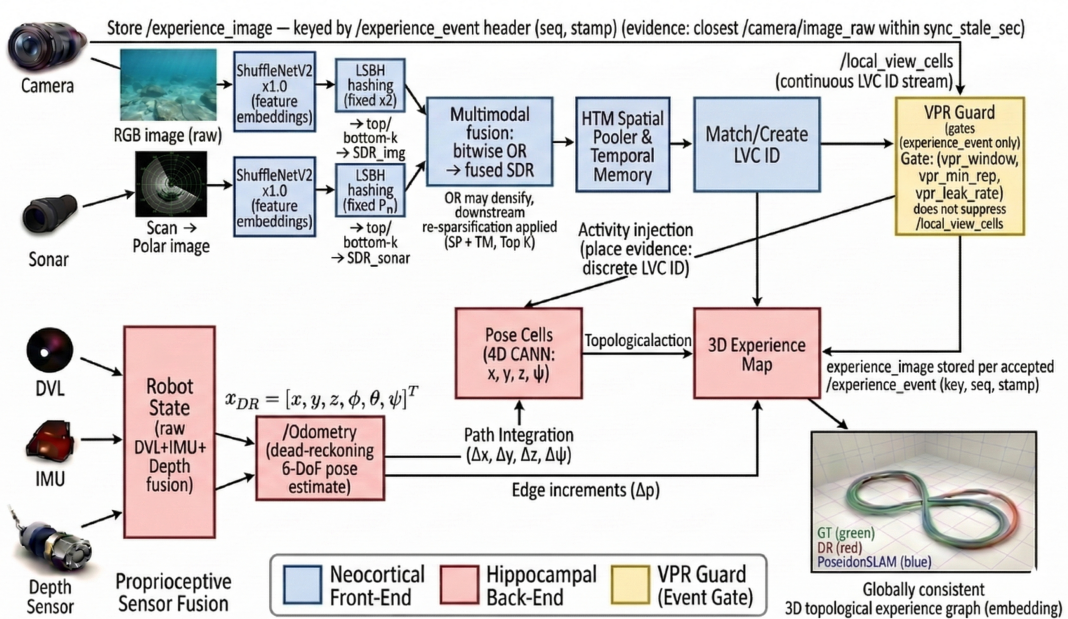 Store /experience_image — keyed by /experience_event header (seq, stamp) (evidence: closest /camera/image_raw within sync_stale_sec)
Camera
RGB image (raw)
ShuffleNetV2
x1.0
(feature
embeddings)
LSBH
hashing
(fixed x2)
→ top/
bottom-k
→ SDR_img
Sonar
Scan →
Polar image
ShuffleNetV2
x1.0
(feature
embeddings)
LSBH
hashing
(fixed Pn)
→ top/
bottom-k
→ SDR_sonar
Multimodal
fusion:
bitwise OR
→ fused SDR
OR may densify,
downstream
re-sparsification applied
(SP + TM, Top K)
HTM Spatial
Pooler &
Temporal
Memory
Match/Create
LVC ID
/local_view_cells
(continuous LVC ID stream)
VPR Guard
(gates
(experience_event only)
Gate: (vpr_window,
vpr_min_rep,
vpr_leak_rate)
does not suppress
/local_view_cells
Activity injection
(place evidence:
discrete LVC ID)
DVL
IMU
Depth
Sensor
Robot
State
(raw
DVL+IMU+
Depth
fusion)
Proprioceptive
Sensor Fusion
x_DR = [x, y, z, ϕ, θ, ψ]^T
/Odometry
(dead-reckoning
6-DoF pose
estimate)
Pose Cells
(4D CANN:
x, y, z, ψ)
Topologicalaction
3D Experience
Map
Path Integration
(Δx, Δy, Δz, Δψ)
Edge increments (Δp)
experience_image stored per accepted
/experience_event (key, seq, stamp)
GT (green)
DR (red)
PoseidonSLAM (blue)
Globally consistent
3D topological experience graph (embedding)
Neocortical
Front-End
Hippocampal
Back-End
VPR Guard
(Event Gate)